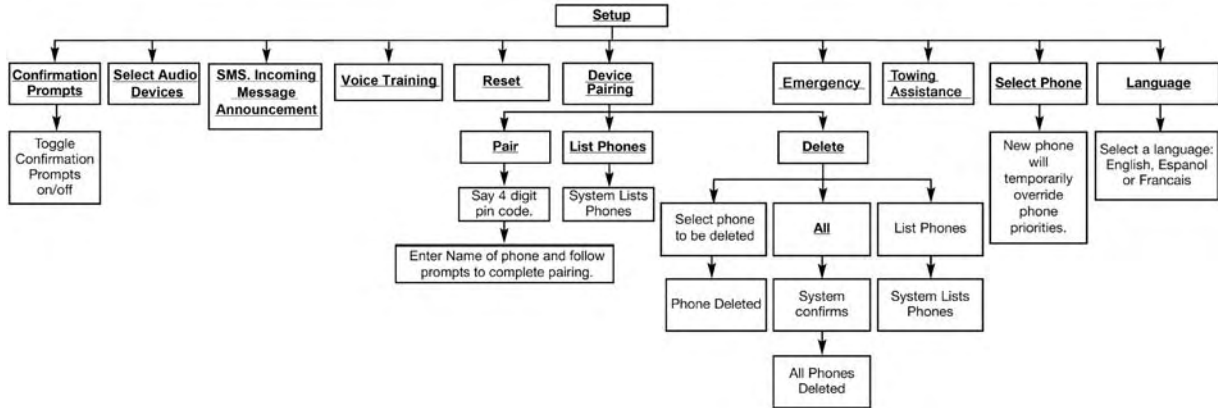 Setup
Confirmation
Prompts
Select Audio
Devices
SMS. Incoming
Message
Announcement
Voice Training
Reset
Device
Pairing
Emergency
Towing
Assistance
Select Phone
Language
Toggle
Confirmation
Prompts
on/off
Pair
List Phones
Delete
New phone
will
temporarily
override
phone
priorities.
Select a language:
English, Espanol
or Francais
Say 4 digit
pin code.
System Lists
Phones
Select phone
to be deleted
All
List Phones
Enter Name of phone and follow
prompts to complete pairing.
Phone Deleted
System
confirms
System Lists
Phones
All Phones
Deleted